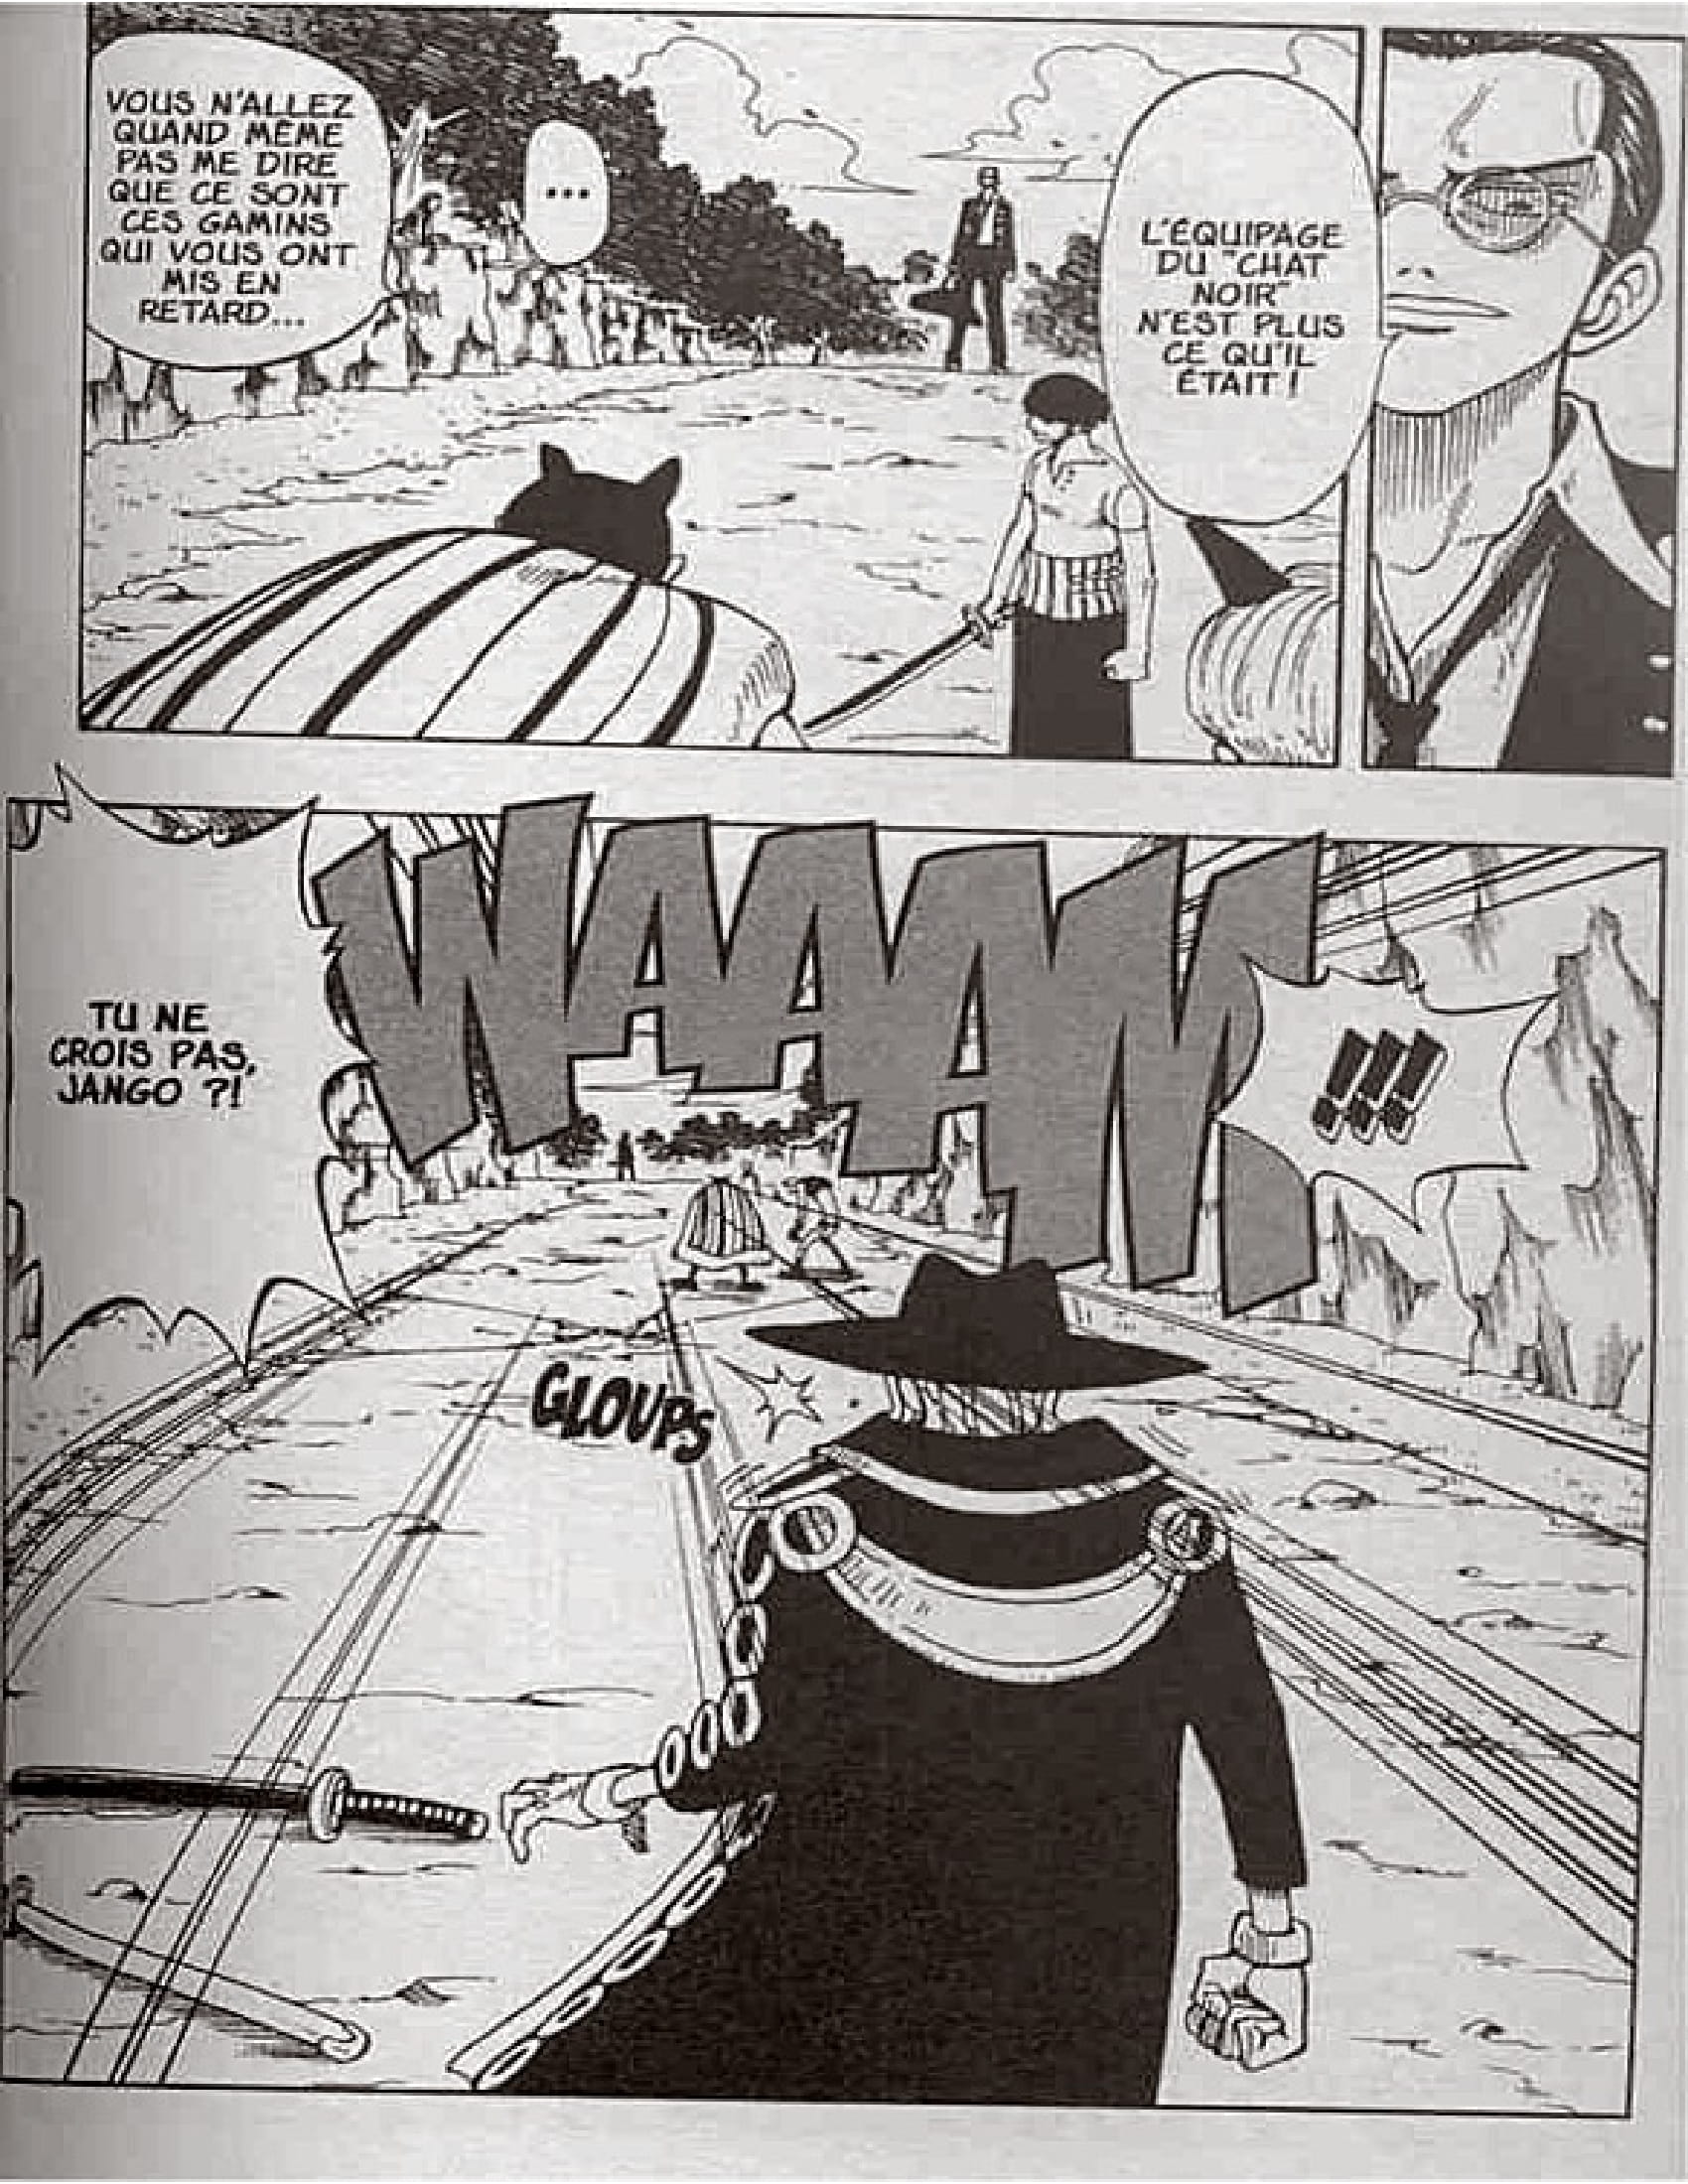 VOUS N'ALLEZ
QUAND MÊME
PAS ME DIRE
QUE CE SONT
CES GAMINS
QUI VOUS ONT
MIS EN
RETARD...
...
L'ÉQUIPAGE
DU "CHAT
NOIR"
N'EST PLUS
CE QU'IL
ÉTAIT !
TU NE
CROIS PAS,
JANGO ?!
WAAAM
!!!
GLOUPS